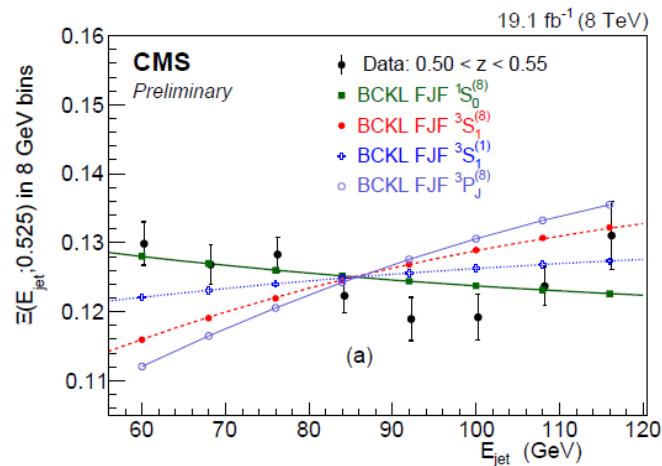 19.1 fb⁻¹ (8 TeV)
CMS
Preliminary
Data: 0.50 < z < 0.55
BCKL FJF ¹S₀⁽⁸⁾
BCKL FJF ³S₁⁽⁸⁾
BCKL FJF ³S₁⁽¹⁾
BCKL FJF ³P_J⁽⁸⁾
Ξ(E_jet;0.525) in 8 GeV bins
0.16
0.15
0.14
0.13
0.12
0.11
(a)
60 70 80 90 100 110 120
E_jet (GeV)